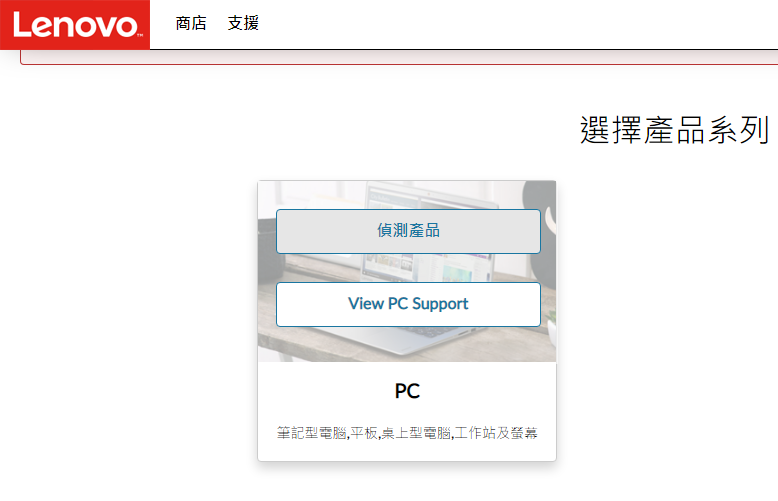 Lenovo™ 商店 支援
選擇產品系列
偵測產品
View PC Support
PC
筆記型電腦,平板,桌上型電腦,工作站及螢幕